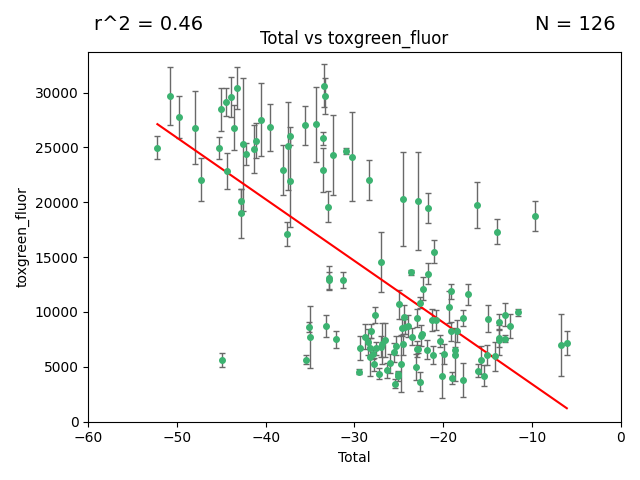 r^2 = 0.46
N = 126
Total vs toxgreen_fluor
toxgreen_fluor
30000
25000
20000
15000
10000
5000
0
−60
−50
−40
−30
−20
−10
0
Total